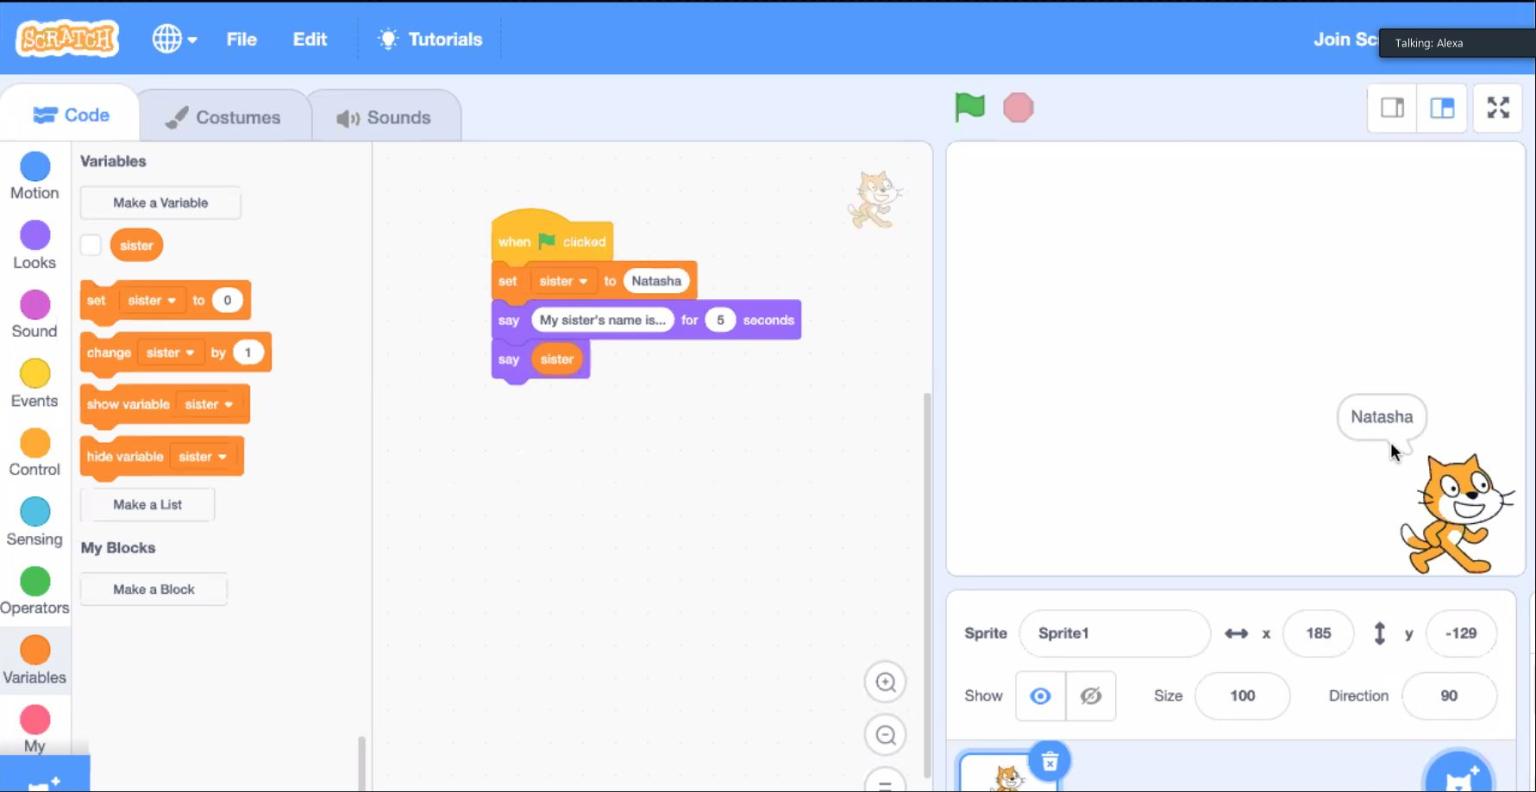 SCRATCH
File
Edit
Tutorials
Join Sc
Talking: Alexa
Code
Costumes
Sounds
Motion
Looks
Sound
Events
Control
Sensing
Operators
Variables
My
Variables
Make a Variable
sister
set sister to 0
change sister by 1
show variable sister
hide variable sister
Make a List
My Blocks
Make a Block
when clicked
set sister to Natasha
say My sister's name is... for 5 seconds
say sister
Natasha
Sprite Sprite1 x 185 y -129
Show Size 100 Direction 90